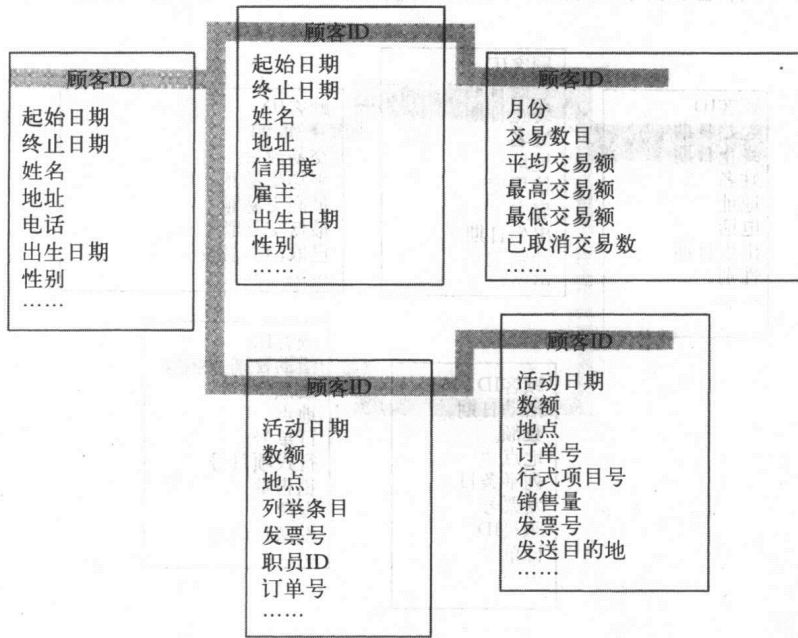 顾客ID
起始日期
终止日期
姓名
地址
电话
出生日期
性别
……
顾客ID
起始日期
终止日期
姓名
地址
信用度
雇主
出生日期
性别
……
顾客ID
月份
交易数目
平均交易额
最高交易额
最低交易额
已取消交易数
……
顾客ID
活动日期
数额
地点
列举条目
发票号
职员ID
订单号
……
顾客ID
活动日期
数额
地点
订单号
行式项目号
销售量
发票号
发送目的地
……